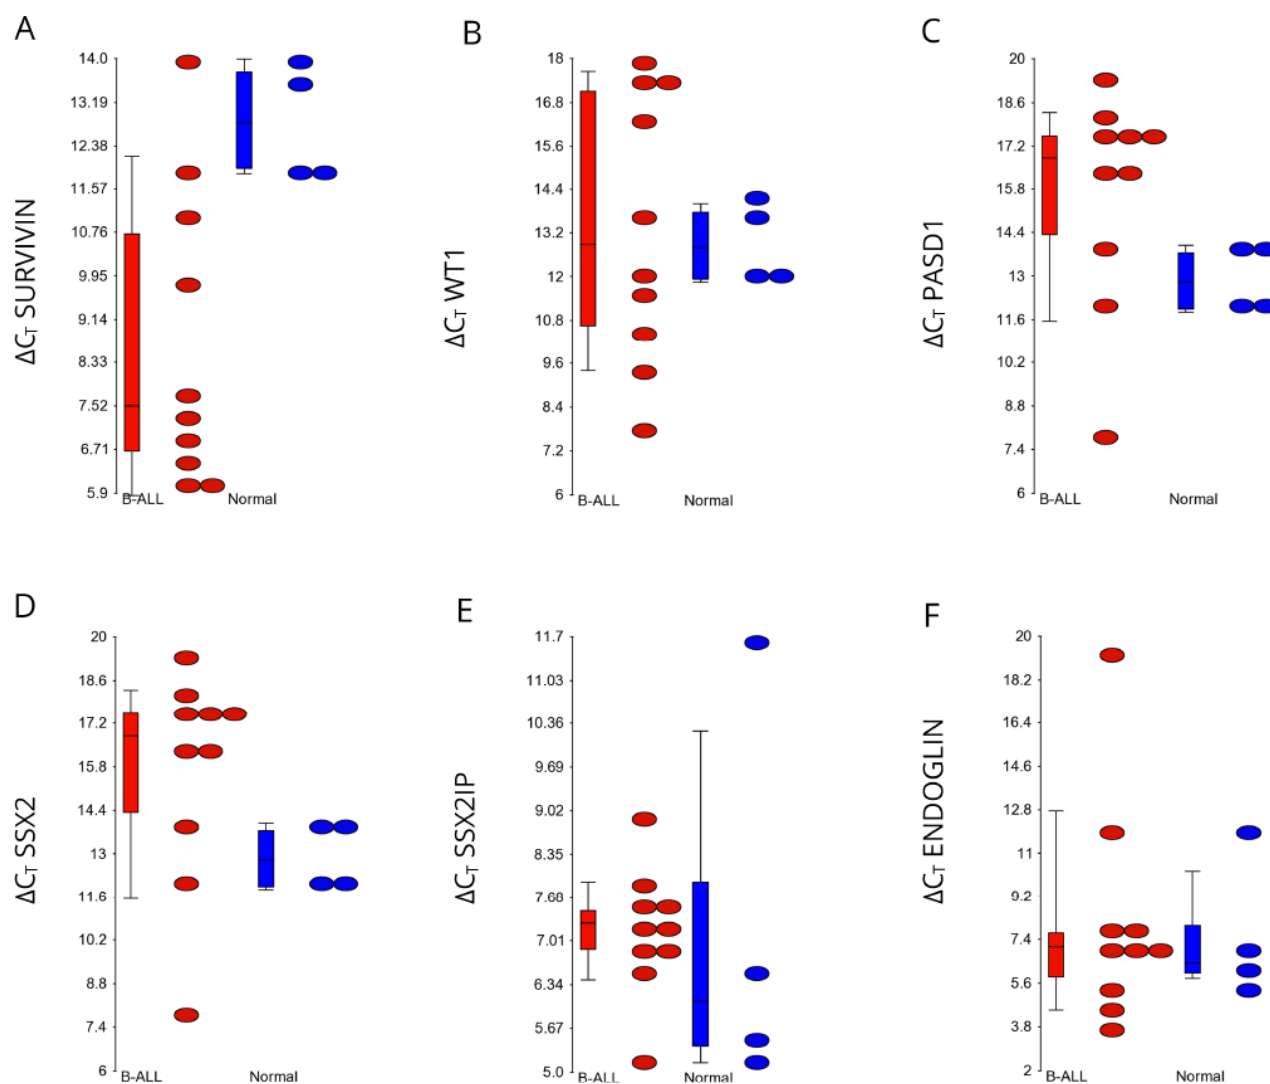 A
14.0
13.19
12.38
11.57
10.76
9.95
9.14
8.33
7.52
6.71
5.9
ΔCT SURVIVIN
B-ALL
Normal
B
18
16.8
15.6
14.4
13.2
12
10.8
9.6
8.4
7.2
6
ΔCT WT1
B-ALL
Normal
C
20
18.6
17.2
15.8
14.4
13
11.6
10.2
8.8
7.4
6
ΔCT PASD1
B-ALL
Normal
D
20
18.6
17.2
15.8
14.4
13
11.6
10.2
8.8
7.4
6
ΔCT SSX2
B-ALL
Normal
E
11.7
11.03
10.36
9.69
9.02
8.35
7.68
7.01
6.34
5.67
5.0
ΔCT SSX2IP
B-ALL
Normal
F
20
18.2
16.4
14.6
12.8
11
9.2
7.4
5.6
3.8
2
ΔCT ENDOGLIN
B-ALL
Normal